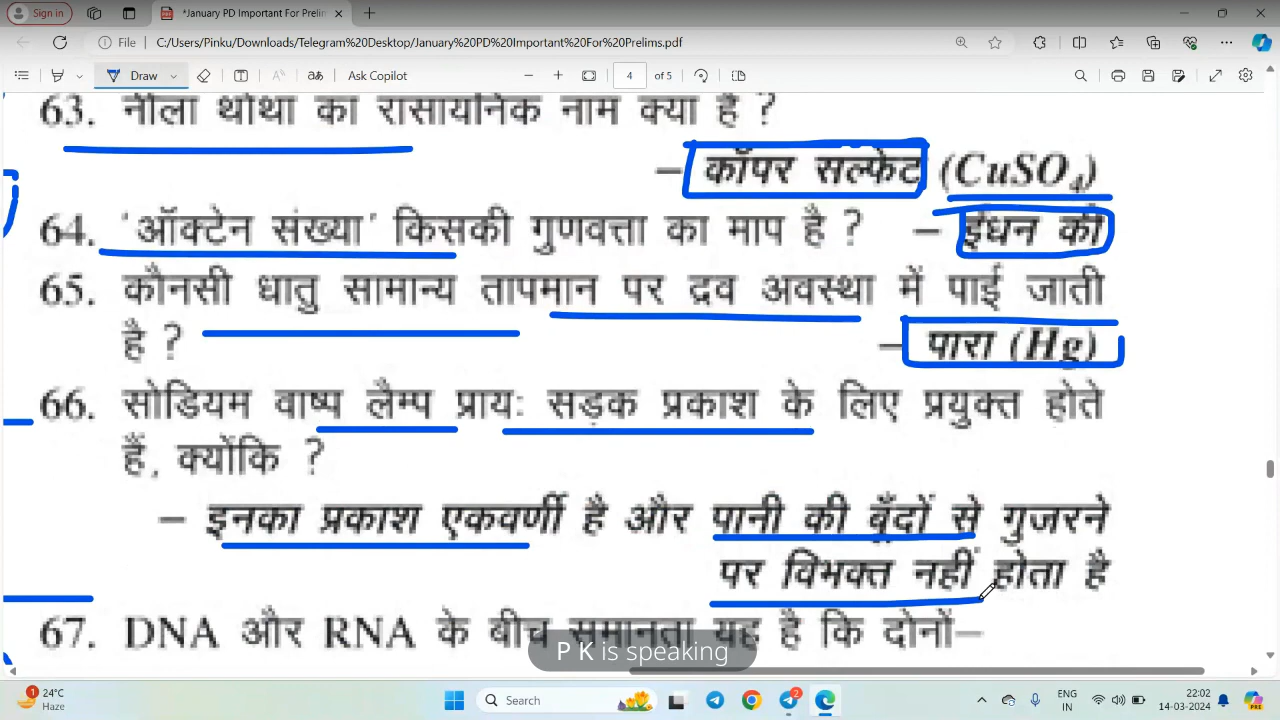 Sign in
*January PD Important For Prelim
File
C:/Users/Pinku/Downloads/Telegram%20Desktop/January%20PD%20Important%20For%20Prelims.pdf
Draw
Ask Copilot
4 of 5
63. नीला थोथा का रासायनिक नाम क्या है ?
– कॉपर सल्फेट (CuSO4)
64. 'ऑक्टेन संख्या' किसकी गुणवत्ता का माप है ? – ईंधन की
65. कौनसी धातु सामान्य तापमान पर द्रव अवस्था में पाई जाती
है ? – पारा (Hg)
66. सोडियम वाष्प लैम्प प्रायः सड़क प्रकाश के लिए प्रयुक्त होते
हैं, क्योंकि ?
– इनका प्रकाश एकवर्णी है और पानी की बूँदों से गुजरने
पर विभक्त नहीं होता है
67. DNA और RNA के बीच समानता यह है कि दोनों–
P K is speaking
1
24°C
Haze
Search
2
ENG
IN
22:02
14-03-2024